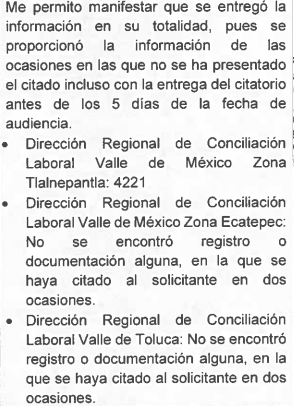 Me permito manifestar que se entregó la
información en su totalidad, pues se
proporcionó la información de las
ocasiones en las que no se ha presentado
el citado incluso con la entrega del citatorio
antes de los 5 días de la fecha de
audiencia.
• Dirección Regional de Conciliación
Laboral Valle de México Zona
Tlalnepantla: 4221
• Dirección Regional de Conciliación
Laboral Valle de México Zona Ecatepec:
No se encontró registro o
documentación alguna, en la que se
haya citado al solicitante en dos
ocasiones.
• Dirección Regional de Conciliación
Laboral Valle de Toluca: No se encontró
registro o documentación alguna, en la
que se haya citado al solicitante en dos
ocasiones.